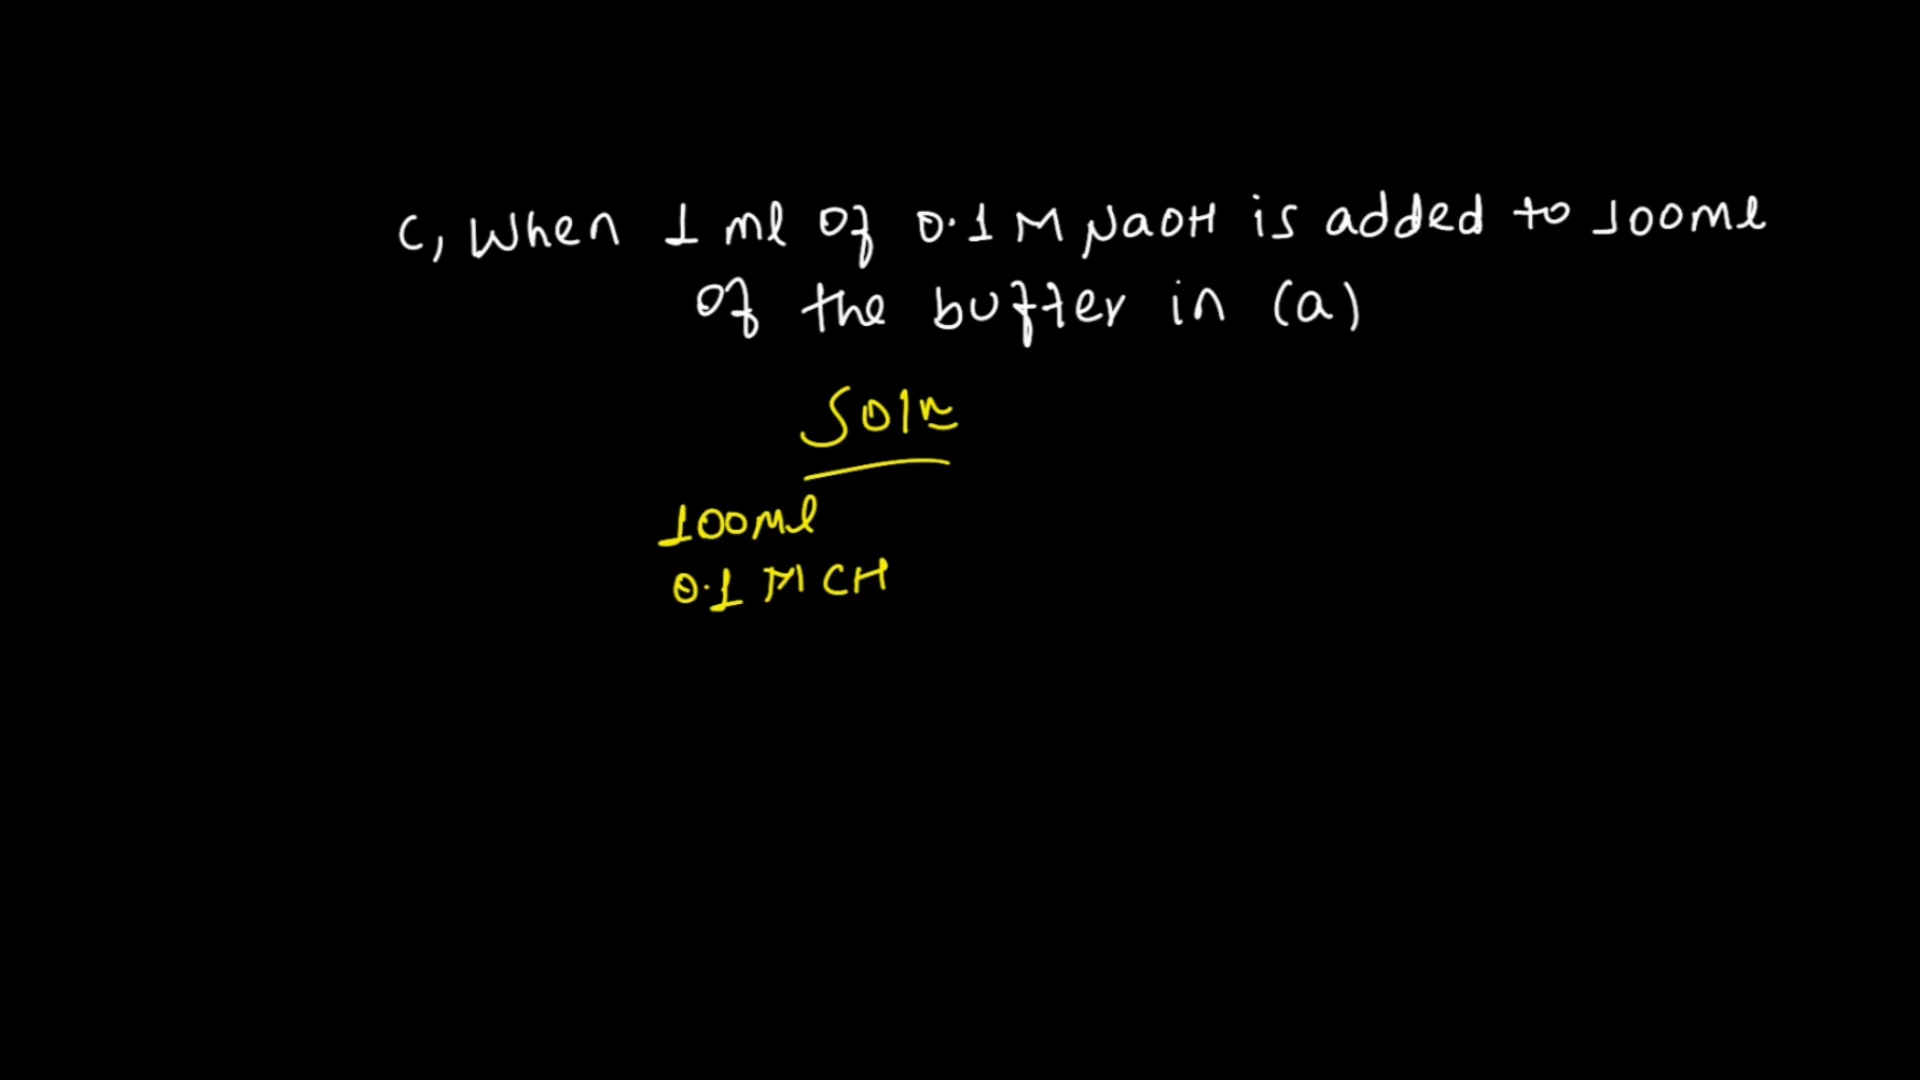 C, When 1 ml of 0.1 M NaOH is added to 100ml
of the buffer in (a)
Soln
100ml
0.1 M CH